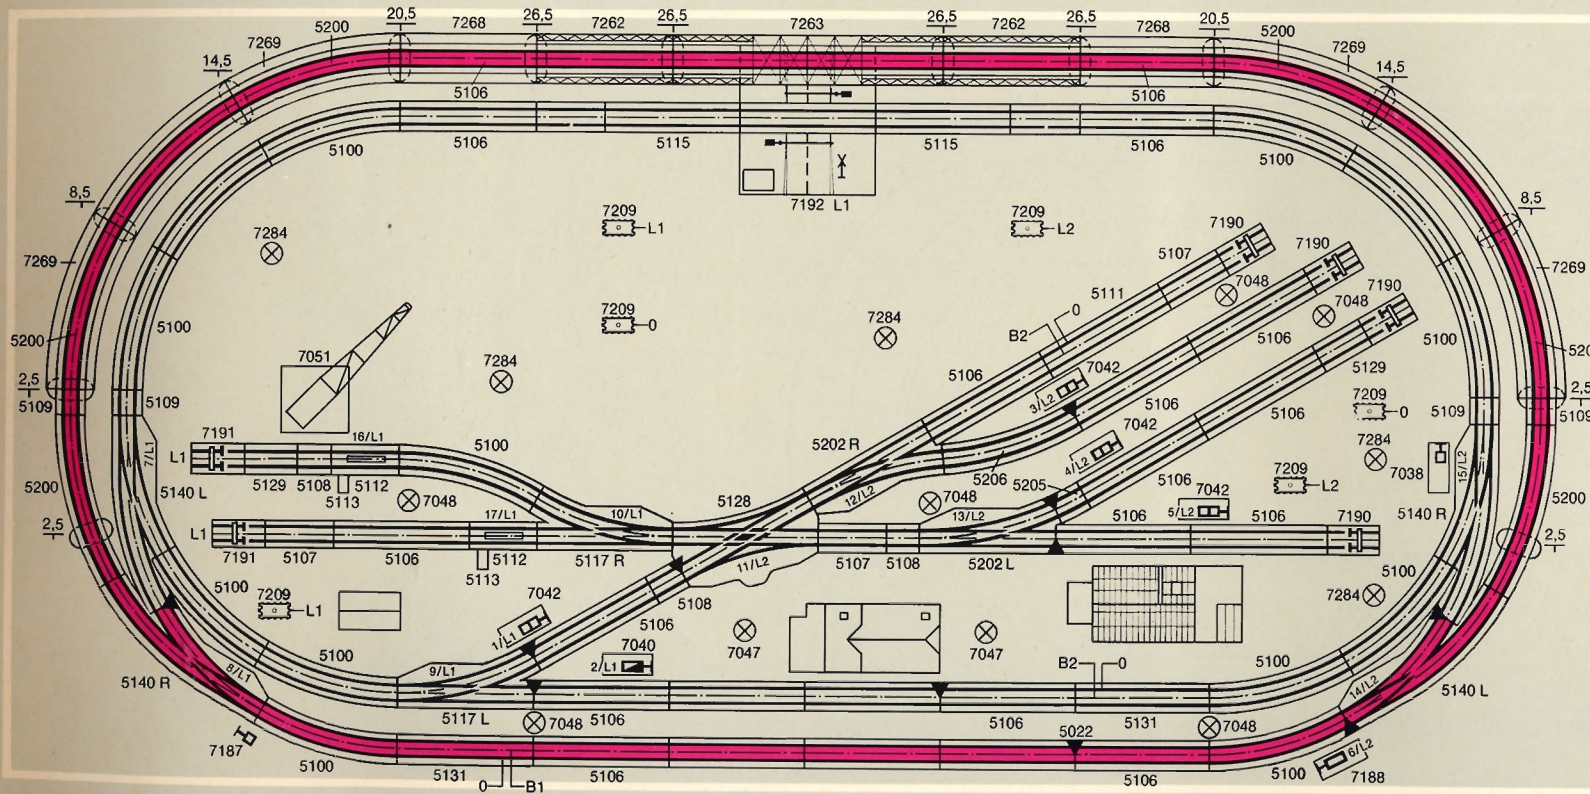 20,5 26,5 26,5 26,5 26,5 20,5
5200 7268 7262 7263 7262 7268 5200
7269 7269
14,5 14,5
5106 5106
5100 5106 5115 5115 5106 5100
7192 L1
8,5 8,5
7209 L1 7209 L2
7284
7190 7190 7190
7269 5107 7269
5111 7048 7048
7209 0 7284 B2 0
5100 5106 5100
5200 7051 7284 5106 5129 5200
2,5 7042 2,5
5109 5109 3/L2 5106 7209 0 5109 5109
7/L1 7191 16/L1 5100 5202 R 7042 5106 7284
L1 4/L2 7038 15/L2
5140 L 5129 5108 5112 5206 5205 5106 7209 L2
5200 5113 7048 5128 12/L2 7048 7042 5140 R 5200
17/L1 10/L1 13/L2 5/L2
2,5 L1 5106 5106 7190 2,5
7191 5107 5106 5112 5117 R 11/L2 5107 5108 5202 L
5113
5100 5108 5100
7209 L1 7042 5106 7284
1/L1 7047 7047
5100 9/L1 2/L1 7040 B2 0 5100
5140 R 8/L1 14/L2 5140 L
5117 L 7048 5106 5106 5131 7048
7187 5022
5100 5131 5106 5106 5100 6/L2 7188
0 B1